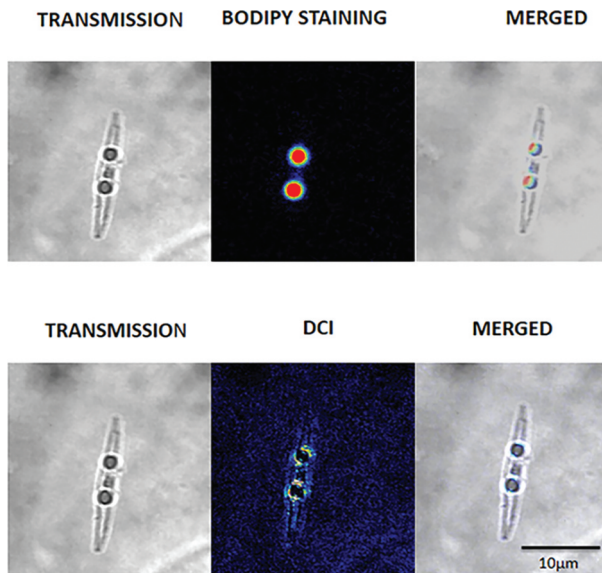 TRANSMISSION BODIPY STAINING MERGED
TRANSMISSION DCI MERGED
10μm